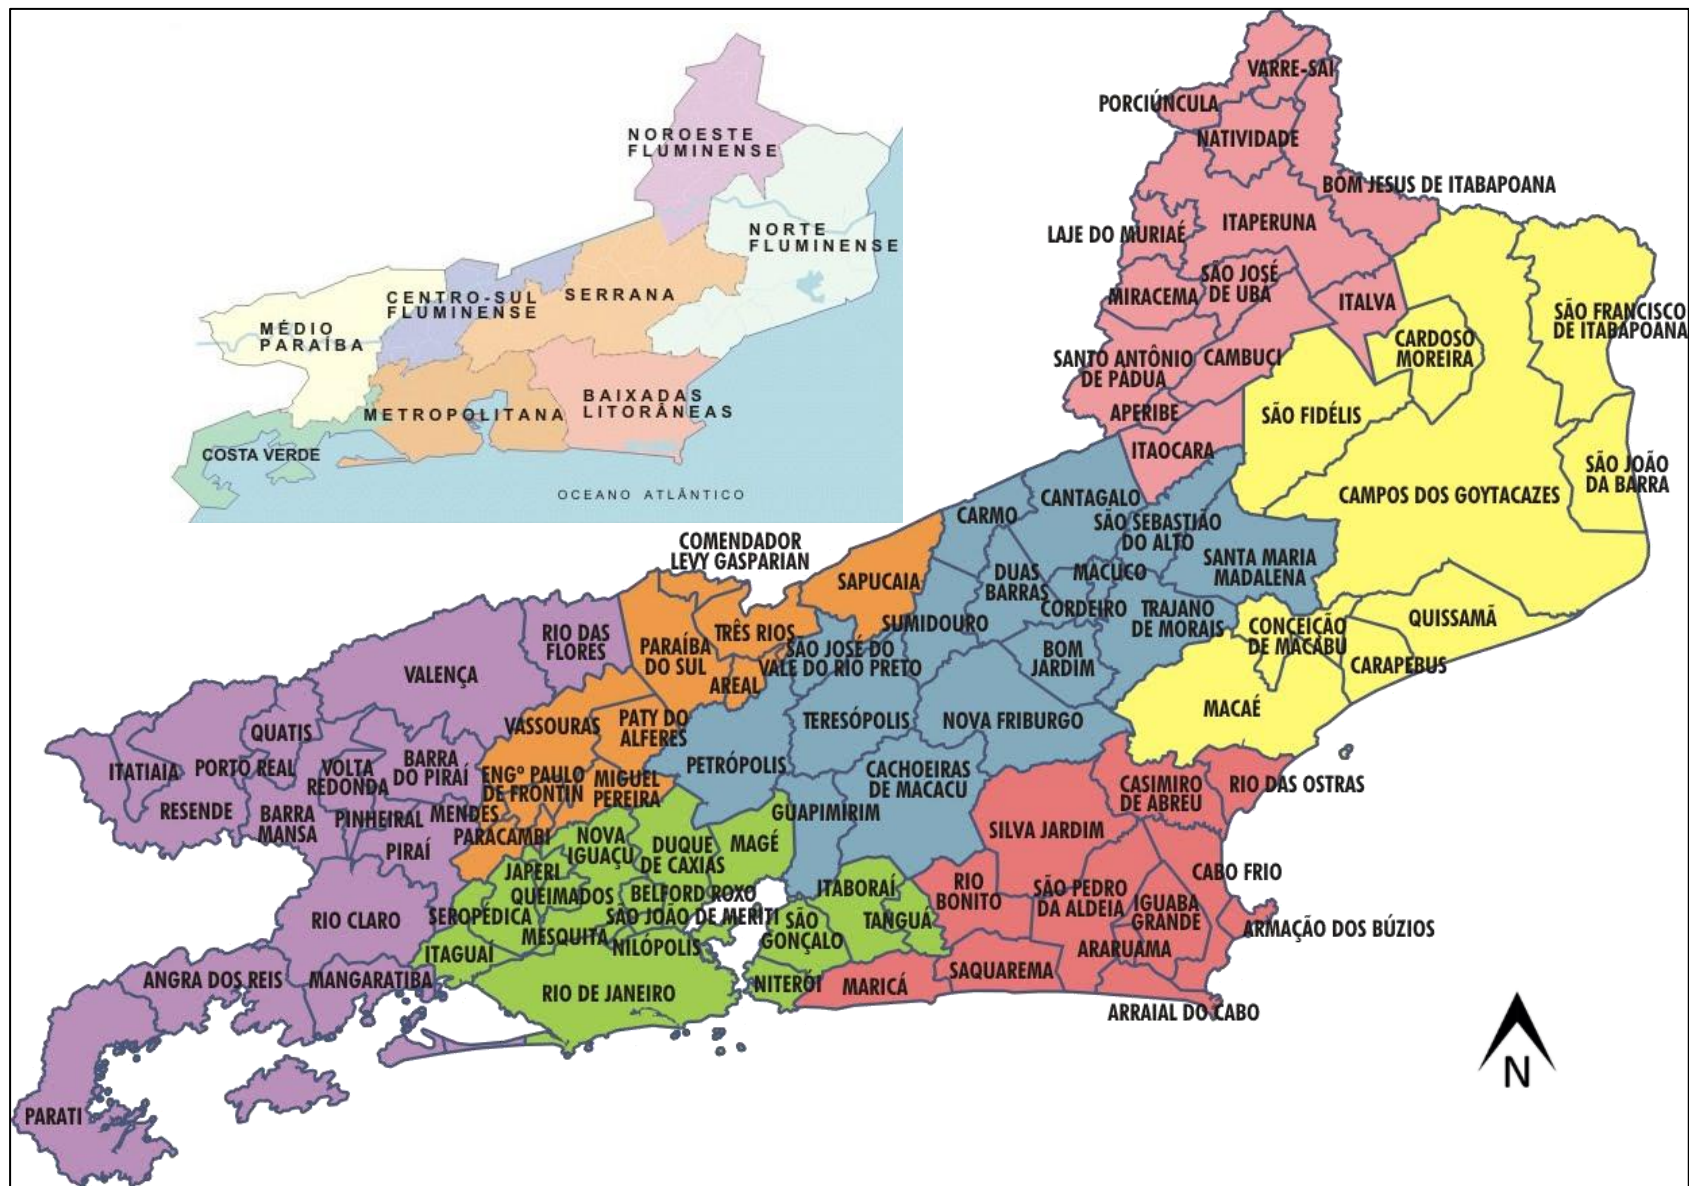 NOROESTE
FLUMINENSE
NORTE
FLUMINENSE
CENTRO-SUL
FLUMINENSE
SERRANA
MÉDIO
PARAÍBA
METROPOLITANA
BAIXADAS
LITORÂNEAS
COSTA VERDE
OCEANO ATLÂNTICO
VARRE-SAI
PORCIÚNCULA
NATIVIDADE
BOM JESUS DE ITABAPOANA
ITAPERUNA
LAJE DO MURIAÉ
SÃO JOSÉ
DE UBÁ
MIRACEMA
ITALVA
SÃO FRANCISCO
DE ITABAPOANA
CARDOSO
MOREIRA
SANTO ANTÔNIO
DE PÁDUA
CAMBUCI
APERIBE
SÃO FIDÉLIS
ITAOCARA
SÃO JOÃO
DA BARRA
CAMPOS DOS GOYTACAZES
CANTAGALO
CARMO
SÃO SEBASTIÃO
DO ALTO
COMENDADOR
LEVY GASPARIAN
SANTA MARIA
MADALENA
SAPUCAIA
DUAS
BARRAS
MACUCO
CORDEIRO
TRAJANO
DE MORAIS
SUMIDOURO
CONCEIÇÃO
DE MACABU
QUISSAMÃ
RIO DAS
FLORES
TRÊS RIOS
PARAÍBA
DO SUL
SÃO JOSÉ DO
VALE DO RIO PRETO
BOM
JARDIM
CARAPEBUS
VALENÇA
AREAL
MACAÉ
VASSOURAS
PATY DO
ALFERES
TERESÓPOLIS
NOVA FRIBURGO
QUATIS
ITATIAIA
PORTO REAL
VOLTA
REDONDA
BARRA
DO PIRAÍ
ENGº PAULO
DE FRONTIN
MIGUEL
PEREIRA
PETRÓPOLIS
CACHOEIRAS
DE MACACU
CASIMIRO
DE ABREU
RIO DAS OSTRAS
RESENDE
BARRA
MANSA
PINHEIRAL
MENDES
GUAPIMIRIM
PARACAMBI
NOVA
IGUAÇU
DUQUE
DE CAXIAS
MAGÉ
SILVA JARDIM
PIRAÍ
JAPERI
QUEIMADOS
BELFORD ROXO
ITABORAÍ
RIO
BONITO
SÃO PEDRO
DA ALDEIA
IGUABA
GRANDE
CABO FRIO
RIO CLARO
SEROPÉDICA
SÃO JOÃO DE MERITI
SÃO
GONÇALO
TANGUÁ
ARMAÇÃO DOS BÚZIOS
MESQUITA
NILÓPOLIS
ITAGUAÍ
ARARUAMA
ANGRA DOS REIS
MANGARATIBA
RIO DE JANEIRO
NITERÓI
MARICÁ
SAQUAREMA
ARRAIAL DO CABO
PARATI
N